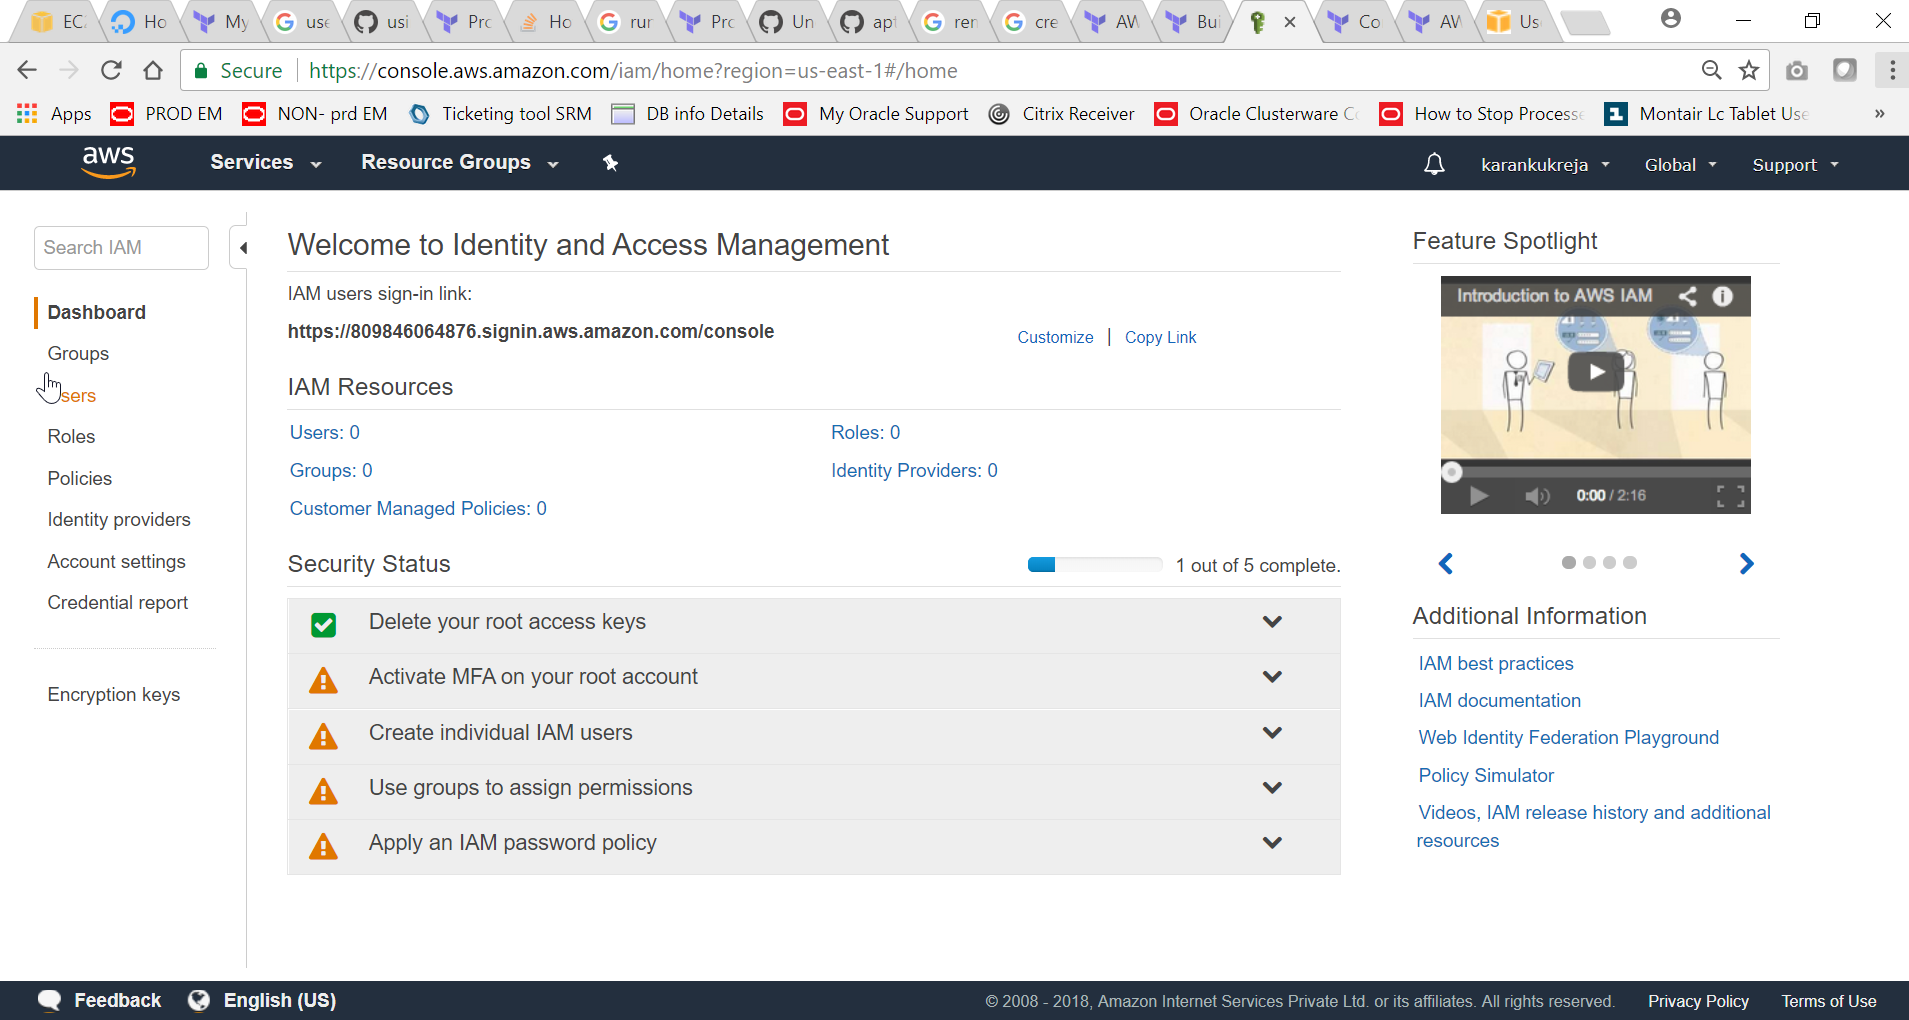 EC
Ho
My
use
usi
Pro
Ho
rur
Pro
Un
apt
ren
cre
AW
Bui
Co
AW
Use
Secure
https://console.aws.amazon.com/iam/home?region=us-east-1#/home
Apps
PROD EM
NON- prd EM
Ticketing tool SRM
DB info Details
My Oracle Support
Citrix Receiver
Oracle Clusterware C
How to Stop Processe
Montair Lc Tablet Use
»
aws
Services
Resource Groups
karankukreja
Global
Support
Search IAM
Dashboard
Groups
sers
Roles
Policies
Identity providers
Account settings
Credential report
Encryption keys
Welcome to Identity and Access Management
IAM users sign-in link:
https://809846064876.signin.aws.amazon.com/console
Customize | Copy Link
IAM Resources
Users: 0
Roles: 0
Groups: 0
Identity Providers: 0
Customer Managed Policies: 0
Security Status
1 out of 5 complete.
Delete your root access keys
Activate MFA on your root account
Create individual IAM users
Use groups to assign permissions
Apply an IAM password policy
Feature Spotlight
Introduction to AWS IAM
0:00 / 2:16
Additional Information
IAM best practices
IAM documentation
Web Identity Federation Playground
Policy Simulator
Videos, IAM release history and additional
resources
Feedback
English (US)
© 2008 - 2018, Amazon Internet Services Private Ltd. or its affiliates. All rights reserved.
Privacy Policy
Terms of Use